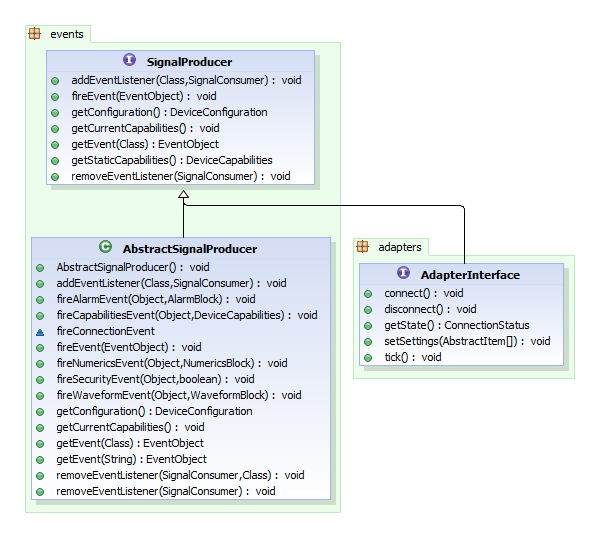 events
SignalProducer
addEventListener(Class,SignalConsumer) : void
fireEvent(EventObject) : void
getConfiguration() : DeviceConfiguration
getCurrentCapabilities() : void
getEvent(Class) : EventObject
getStaticCapabilities() : DeviceCapabilities
removeEventListener(SignalConsumer) : void
AbstractSignalProducer
AbstractSignalProducer() : void
addEventListener(Class,SignalConsumer) : void
fireAlarmEvent(Object,AlarmBlock) : void
fireCapabilitiesEvent(Object,DeviceCapabilities) : void
fireConnectionEvent
fireEvent(EventObject) : void
fireNumericsEvent(Object,NumericsBlock) : void
fireSecurityEvent(Object,boolean) : void
fireWaveformEvent(Object,WaveformBlock) : void
getConfiguration() : DeviceConfiguration
getCurrentCapabilities() : void
getEvent(Class) : EventObject
getEvent(String) : EventObject
removeEventListener(SignalConsumer,Class) : void
removeEventListener(SignalConsumer) : void
adapters
AdapterInterface
connect() : void
disconnect() : void
getState() : ConnectionStatus
setSettings(AbstractItem[]) : void
tick() : void